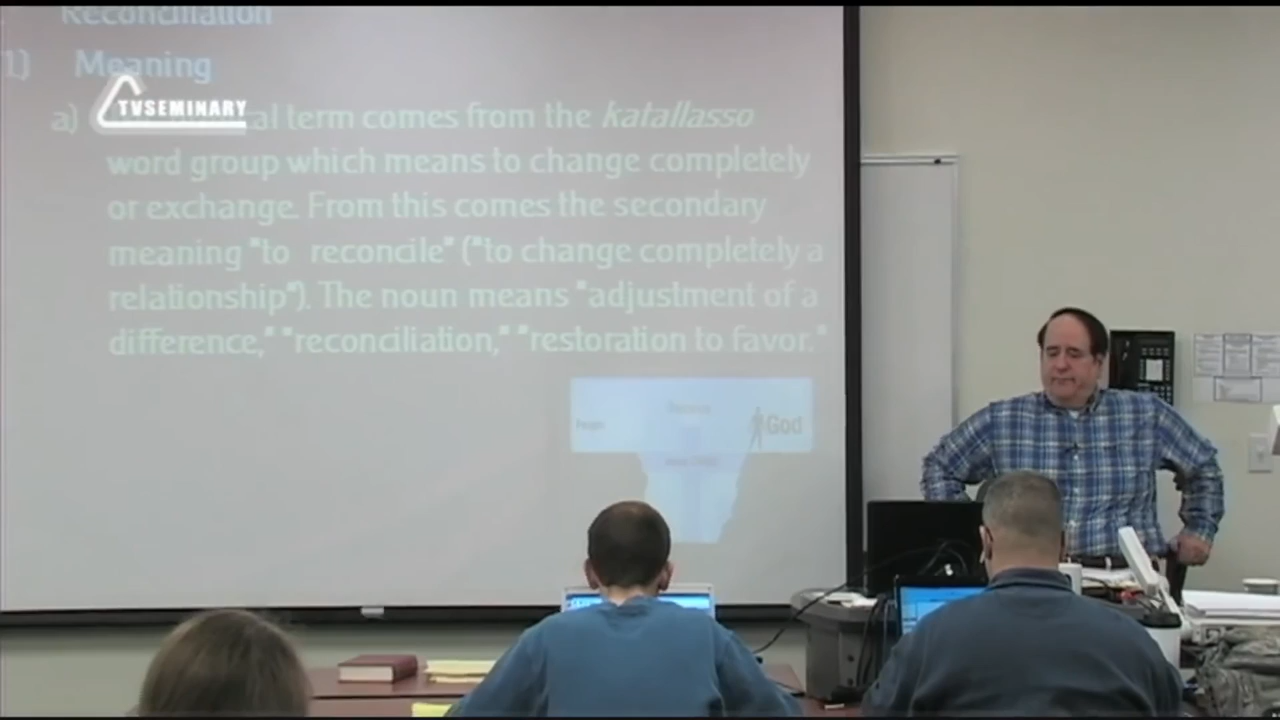 Reconciliation
1) Meaning
TVSEMINARY
a) al term comes from the katallasso
word group which means to change completely
or exchange. From this comes the secondary
meaning "to reconcile" ("to change completely a
relationship"). The noun means "adjustment of a
difference," "reconciliation," "restoration to favor."
People
God